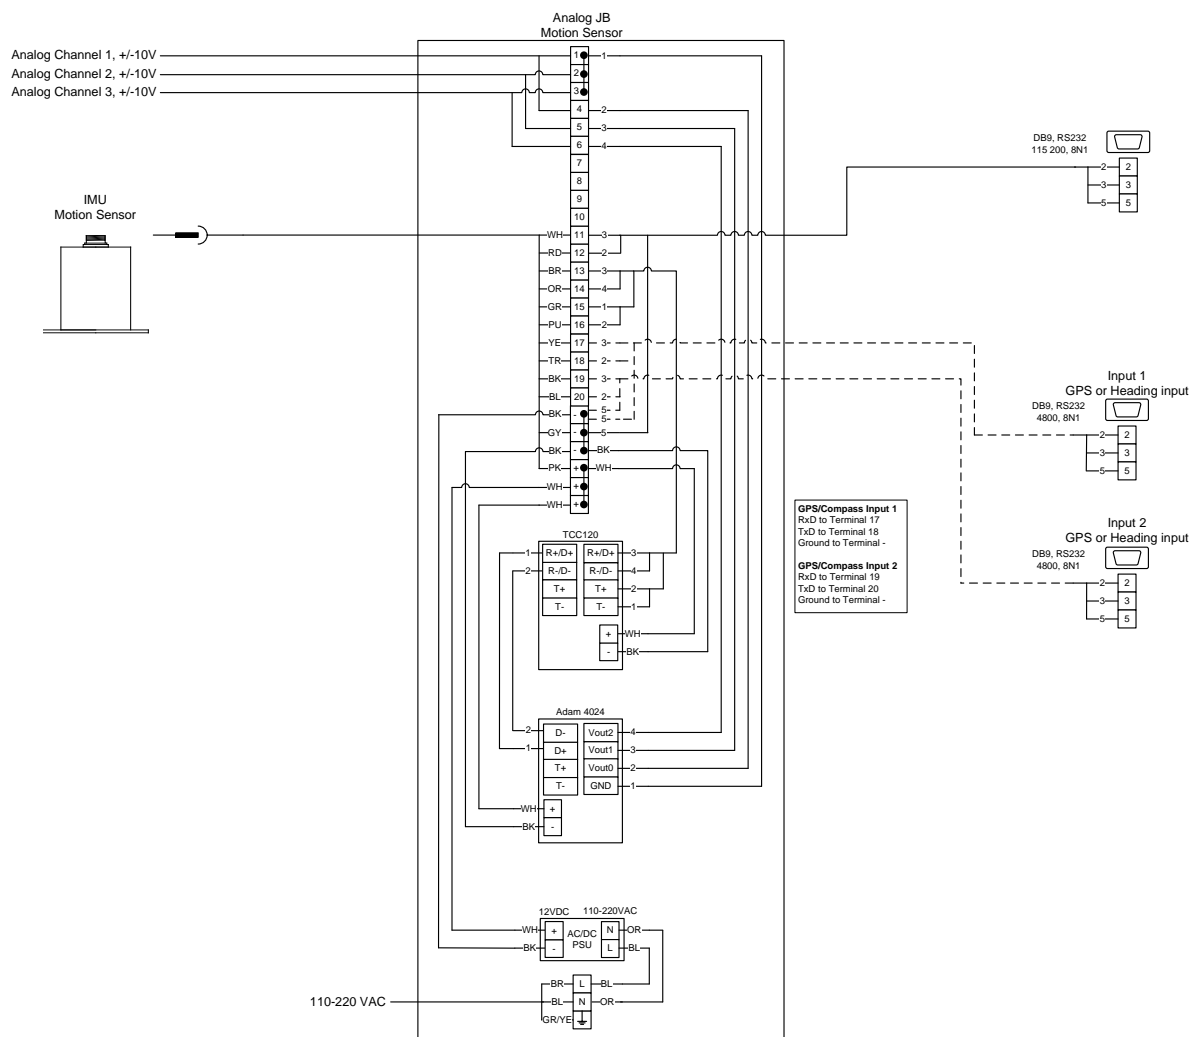 Analog JB
Motion Sensor
Analog Channel 1, +/-10V
Analog Channel 2, +/-10V
Analog Channel 3, +/-10V
1 1
2
3
4 2
5 3
6 4
7
8
9
10
IMU
Motion Sensor
WH 11 3
RD 12 2
BR 13 3
OR 14 4
GR 15 1
PU 16 2
YE 17 3
TR 18 2
BK 19 3
BL 20 2
BK - 5
5
GY - 5
BK - BK
PK + WH
WH +
WH +
DB9, RS232
115 200, 8N1
2 2
3 3
5 5
Input 1
GPS or Heading input
DB9, RS232
4800, 8N1
2 2
3 3
5 5
GPS/Compass Input 1
RxD to Terminal 17
TxD to Terminal 18
Ground to Terminal -
GPS/Compass Input 2
RxD to Terminal 19
TxD to Terminal 20
Ground to Terminal -
Input 2
GPS or Heading input
DB9, RS232
4800, 8N1
2 2
3 3
5 5
TCC120
1 R+/D+ R+/D+ 3
2 R-/D- R-/D- 4
T+ T+ 2
T- T- 1
+ WH
- BK
Adam 4024
2 D- Vout2 4
1 D+ Vout1 3
T+ Vout0 2
T- GND 1
WH +
BK -
12VDC 110-220VAC
WH + AC/DC N OR
BK - PSU L BL
110-220 VAC
BR L BL
BL N OR
GR/YE